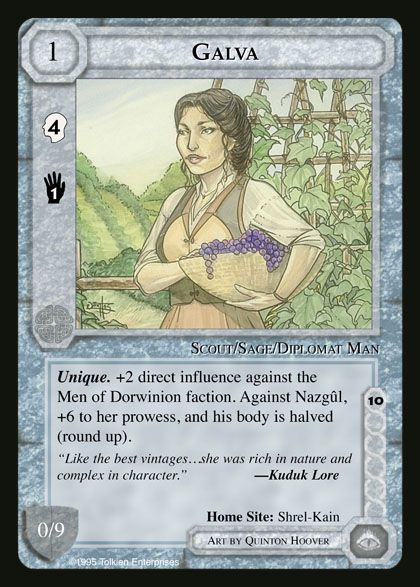 1
GALVA
4
1
SCOUT/SAGE/DIPLOMAT MAN
Unique. +2 direct influence against the
Men of Dorwinion faction. Against Nazgûl,
+6 to her prowess, and his body is halved
(round up).
10
“Like the best vintages…she was rich in nature and
complex in character.” —Kuduk Lore
Home Site: Shrel-Kain
0/9
ART BY QUINTON HOOVER
©1995 Tolkien Enterprises